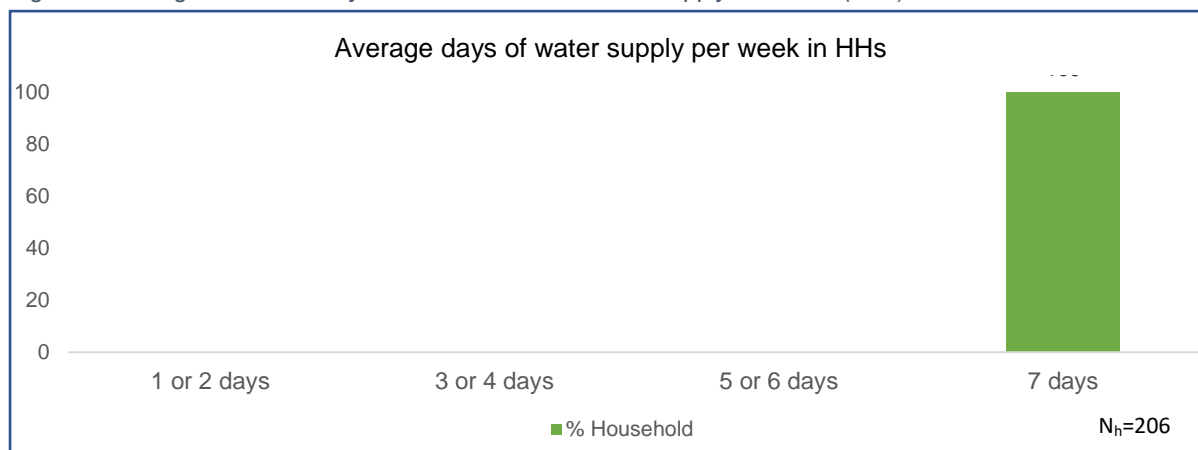 Average days of water supply per week in HHs
100
80
60
40
20
0
1 or 2 days
3 or 4 days
5 or 6 days
7 days
% Household
Nₕ=206